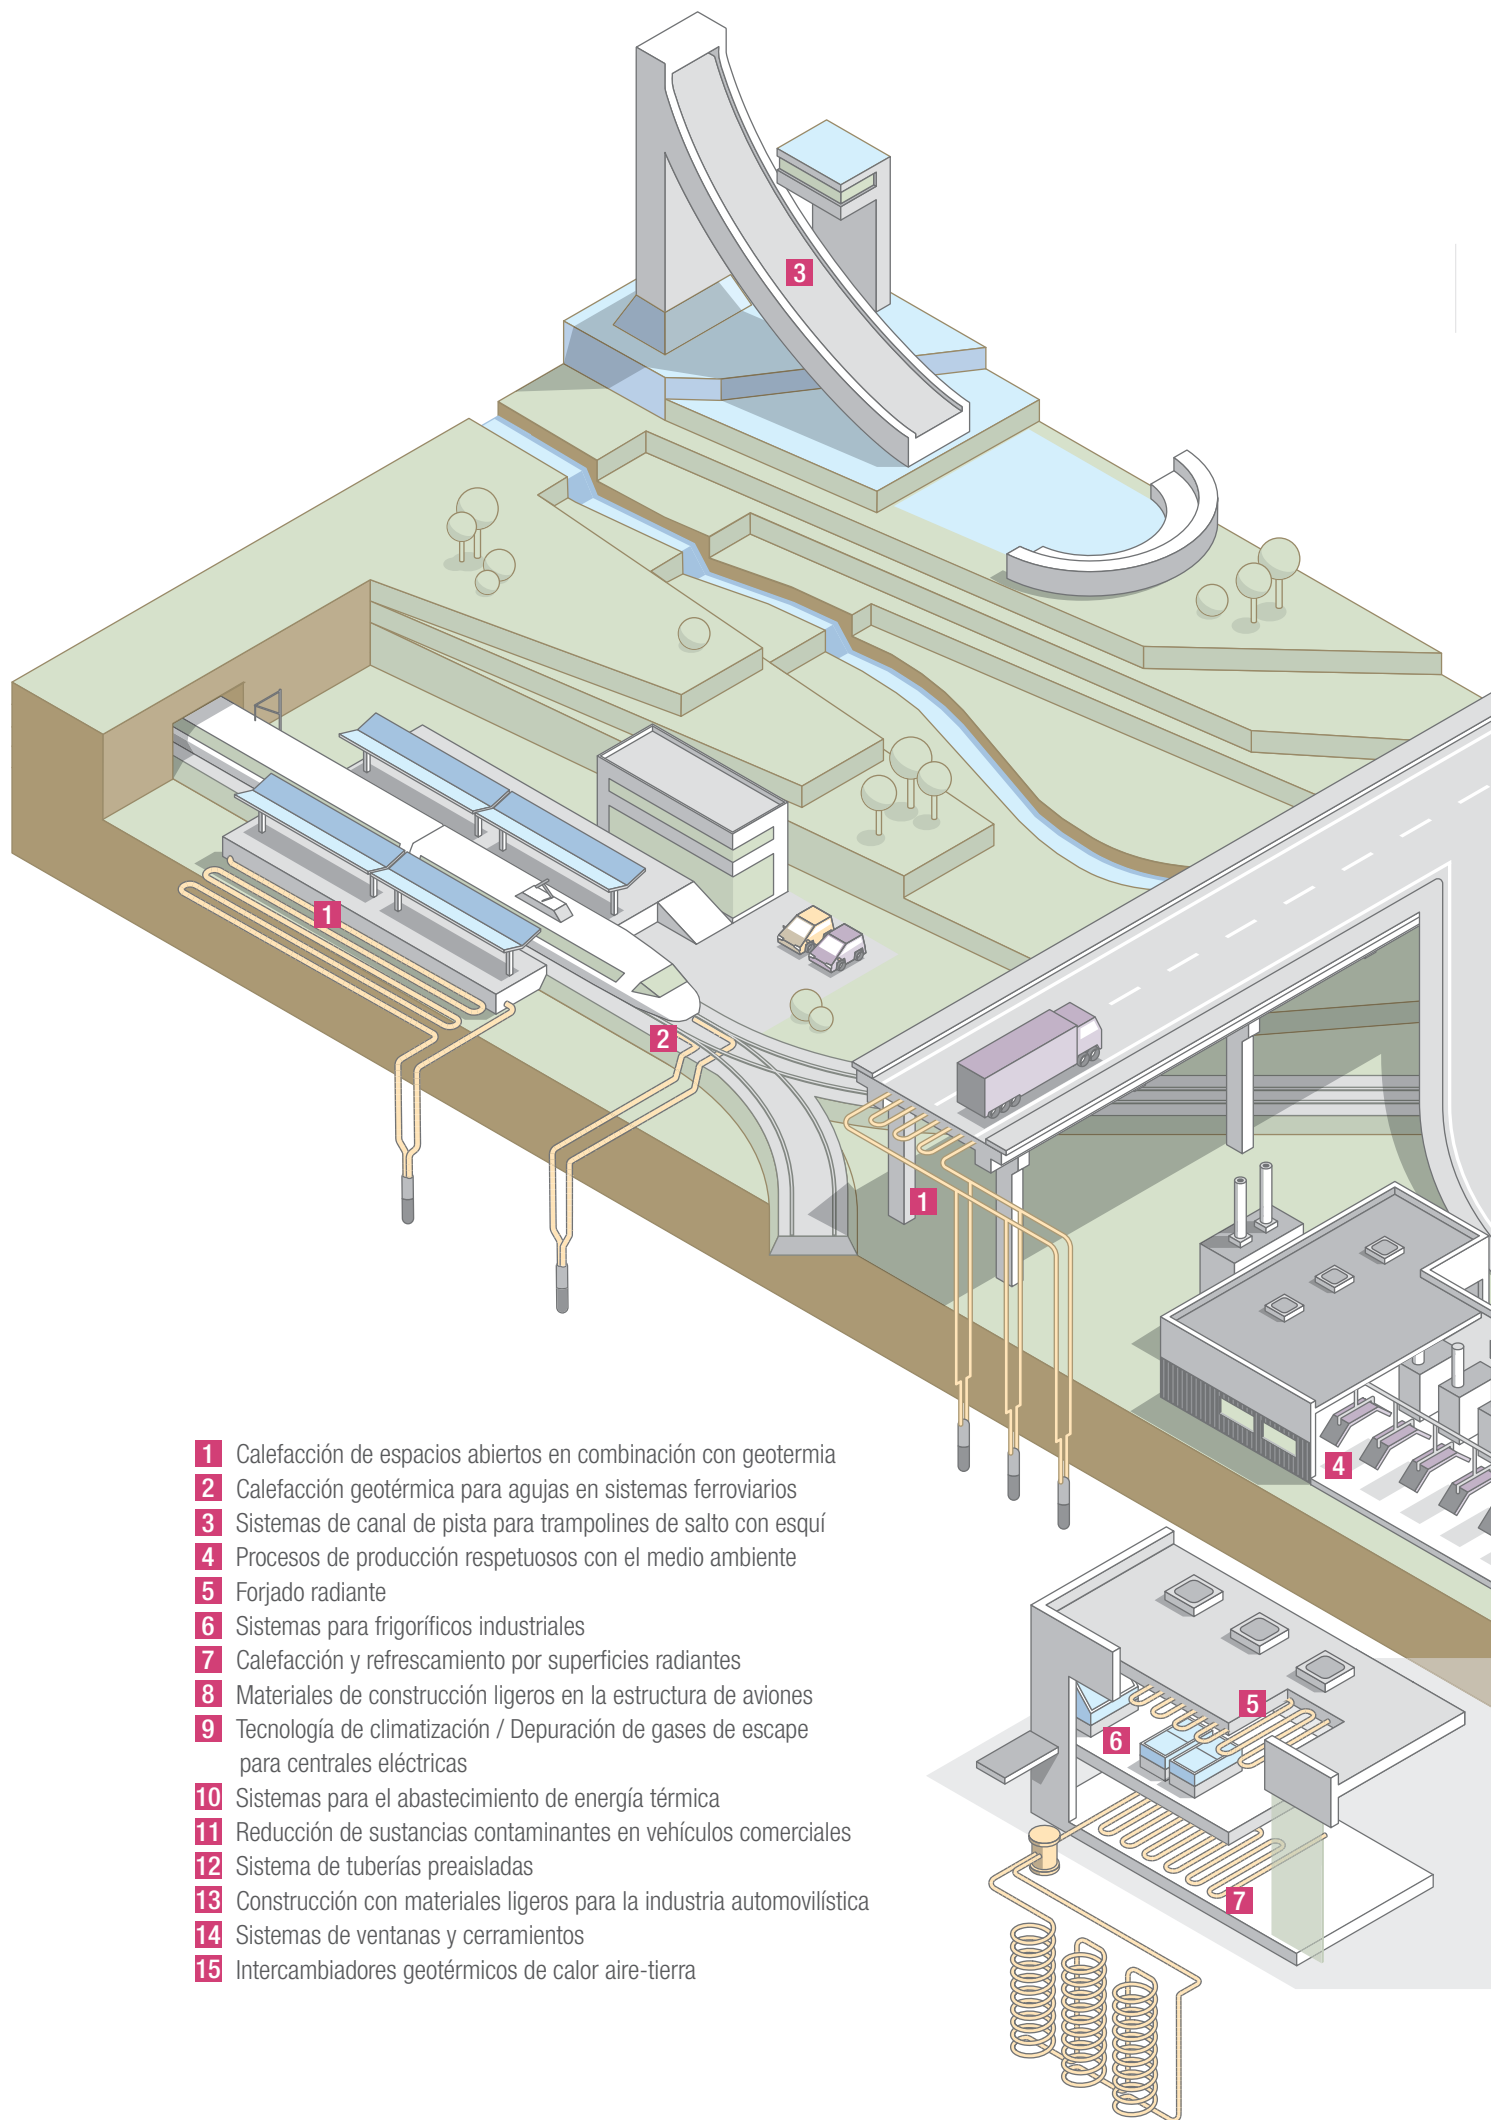 3
1
2
1
4
1 Calefacción de espacios abiertos en combinación con geotermia
2 Calefacción geotérmica para agujas en sistemas ferroviarios
3 Sistemas de canal de pista para trampolines de salto con esquí
4 Procesos de producción respetuosos con el medio ambiente
5 Forjado radiante
6 Sistemas para frigoríficos industriales
7 Calefacción y refrescamiento por superficies radiantes
8 Materiales de construcción ligeros en la estructura de aviones
9 Tecnología de climatización / Depuración de gases de escape
para centrales eléctricas
10 Sistemas para el abastecimiento de energía térmica
11 Reducción de sustancias contaminantes en vehículos comerciales
12 Sistema de tuberías preaisladas
13 Construcción con materiales ligeros para la industria automovilística
14 Sistemas de ventanas y cerramientos
15 Intercambiadores geotérmicos de calor aire-tierra
5
6
7